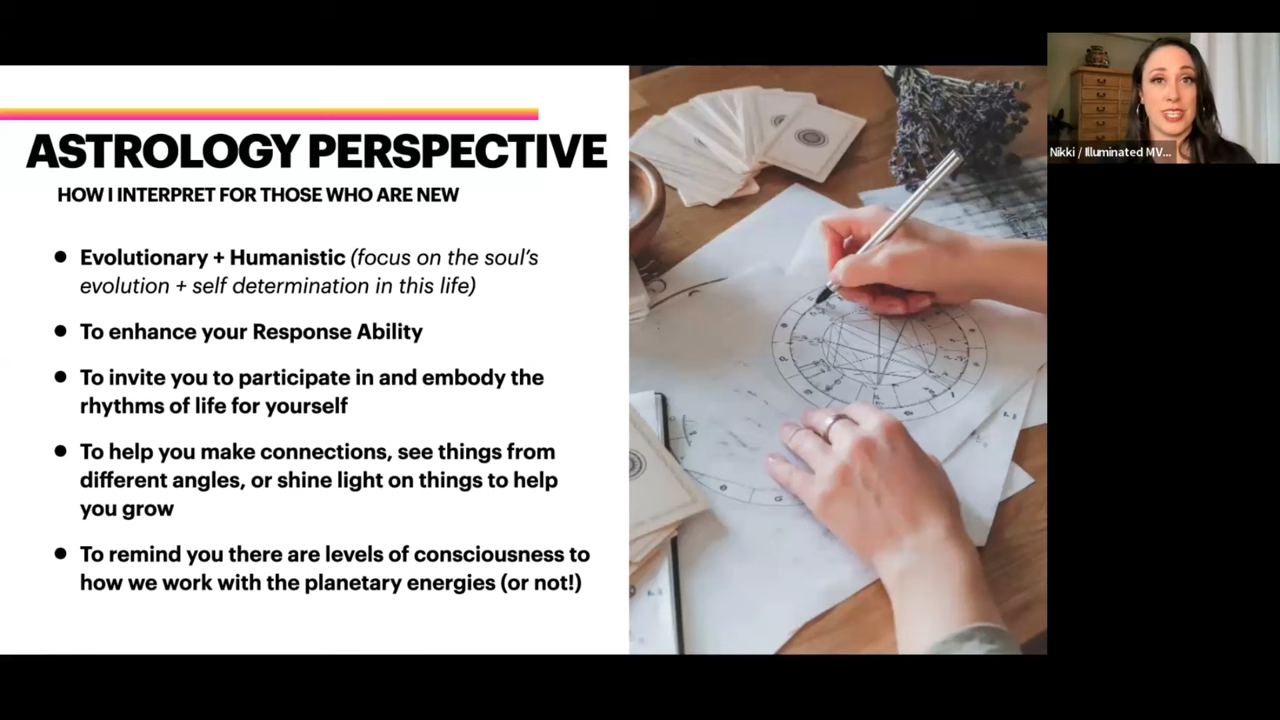 ASTROLOGY PERSPECTIVE
HOW I INTERPRET FOR THOSE WHO ARE NEW
● Evolutionary + Humanistic (focus on the soul's
evolution + self determination in this life)
● To enhance your Response Ability
● To invite you to participate in and embody the
rhythms of life for yourself
● To help you make connections, see things from
different angles, or shine light on things to help
you grow
● To remind you there are levels of consciousness to
how we work with the planetary energies (or not!)
Nikki / Illuminated MV...